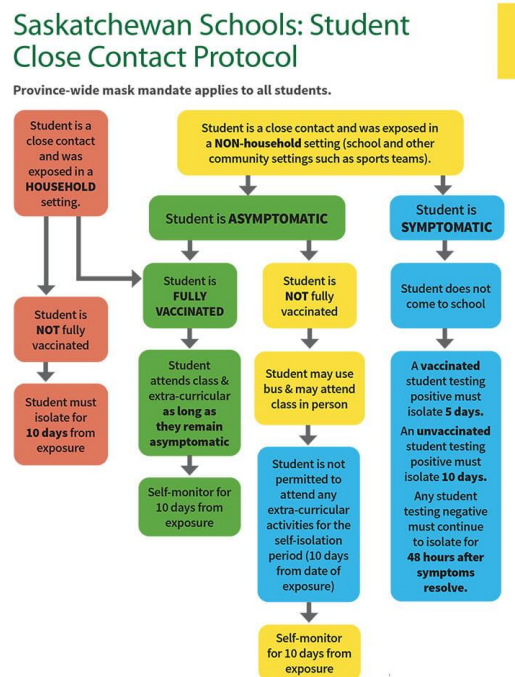 Saskatchewan Schools: Student
Close Contact Protocol
Province-wide mask mandate applies to all students.
Student is a
close contact
and was
exposed in a
HOUSEHOLD
setting.
Student is a close contact and was exposed in
a NON-household setting (school and other
community settings such as sports teams).
Student is ASYMPTOMATIC
Student is
SYMPTOMATIC
Student is
NOT fully
vaccinated
Student must
isolate for
10 days from
exposure
Student is
FULLY
VACCINATED
Student
attends class &
extra-curricular
as long as
they remain
asymptomatic
Self-monitor for
10 days from
exposure
Student is
NOT fully
vaccinated
Student may use
bus & may attend
class in person
Student is not
permitted to
attend any
extra-curricular
activities for the
self-isolation
period (10 days
from date of
exposure)
Self-monitor
for 10 days from
exposure
Student does not
come to school
A vaccinated
student testing
positive must
isolate 5 days.
An unvaccinated
student testing
positive must
isolate 10 days.
Any student
testing negative
must continue
to isolate for
48 hours after
symptoms
resolve.